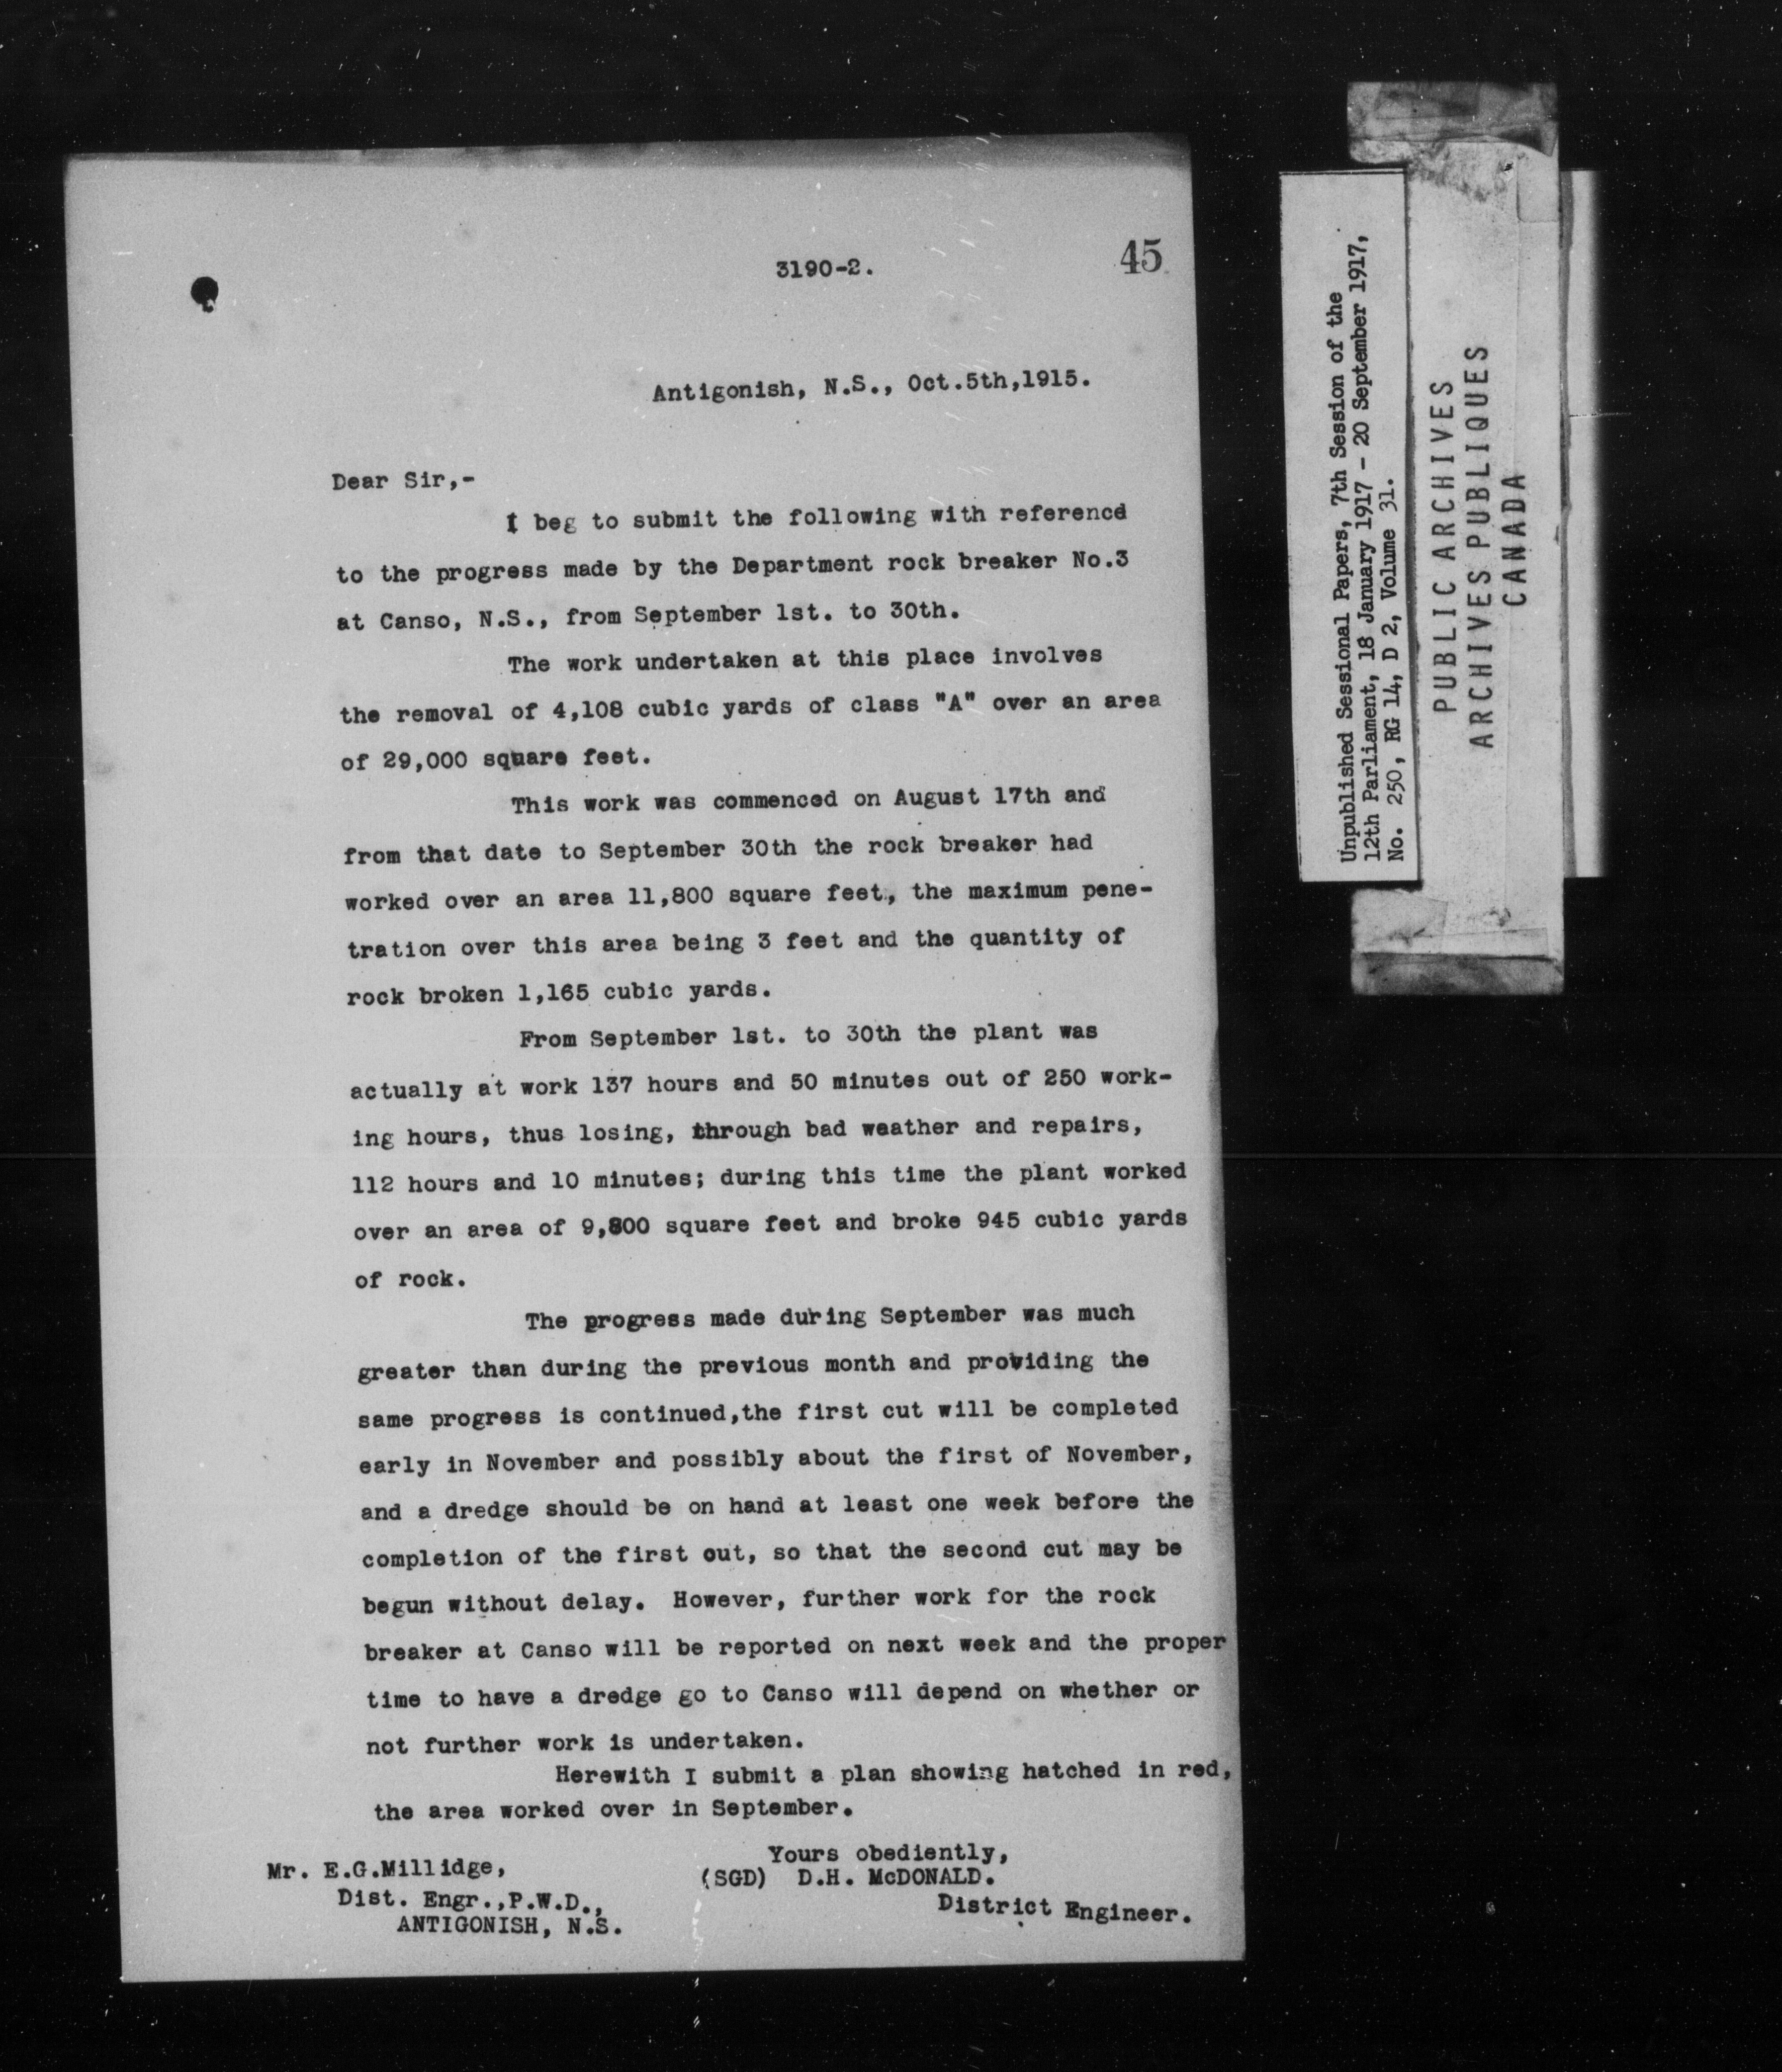 3190-2.
45
Antigonish, N.S., Oct.5th,1915.
Dear Sir,-
I beg to submit the following with reference
to the progress made by the Department rock breaker No.3
at Canso, N.S., from September 1st. to 30th.
The work undertaken at this place involves
the removal of 4,108 cubic yards of class "A" over an area
of 29,000 square feet.
This work was commenced on August 17th and
from that date to September 30th the rock breaker had
worked over an area 11,800 square feet, the maximum pene-
tration over this area being 3 feet and the quantity of
rock broken 1,165 cubic yards.
From September 1st. to 30th the plant was
actually at work 137 hours and 50 minutes out of 250 work-
ing hours, thus losing, through bad weather and repairs,
112 hours and 10 minutes; during this time the plant worked
over an area of 9,800 square feet and broke 945 cubic yards
of rock.
The progress made during September was much
greater than during the previous month and providing the
same progress is continued,the first cut will be completed
early in November and possibly about the first of November,
and a dredge should be on hand at least one week before the
completion of the first out, so that the second cut may be
begun without delay. However, further work for the rock
breaker at Canso will be reported on next week and the proper
time to have a dredge go to Canso will depend on whether or
not further work is undertaken.
Herewith I submit a plan showing hatched in red,
the area worked over in September.
Yours obediently,
(SGD) D.H. McDONALD.
District Engineer.
Mr. E.G.Millidge,
Dist. Engr.,P.W.D.,
ANTIGONISH, N.S.
Unpublished Sessional Papers, 7th Session of the
12th Parliament, 18 January 1917 - 20 September 1917,
No. 250, RG 14, D 2, Volume 31.
PUBLIC ARCHIVES
ARCHIVES PUBLIQUES
CANADA